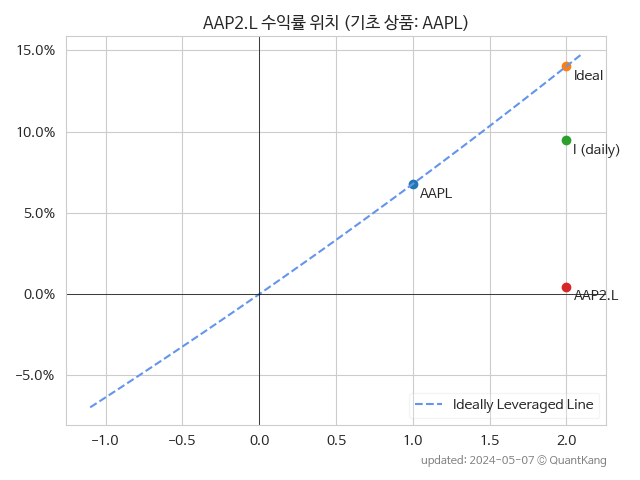 AAP2.L 수익률 위치 (기초 상품: AAPL)
15.0%
Ideal
10.0%
I (daily)
AAPL
5.0%
0.0%
AAP2.L
−5.0%
Ideally Leveraged Line
−1.0 −0.5 0.0 0.5 1.0 1.5 2.0
updated: 2024-05-07 © QuantKang